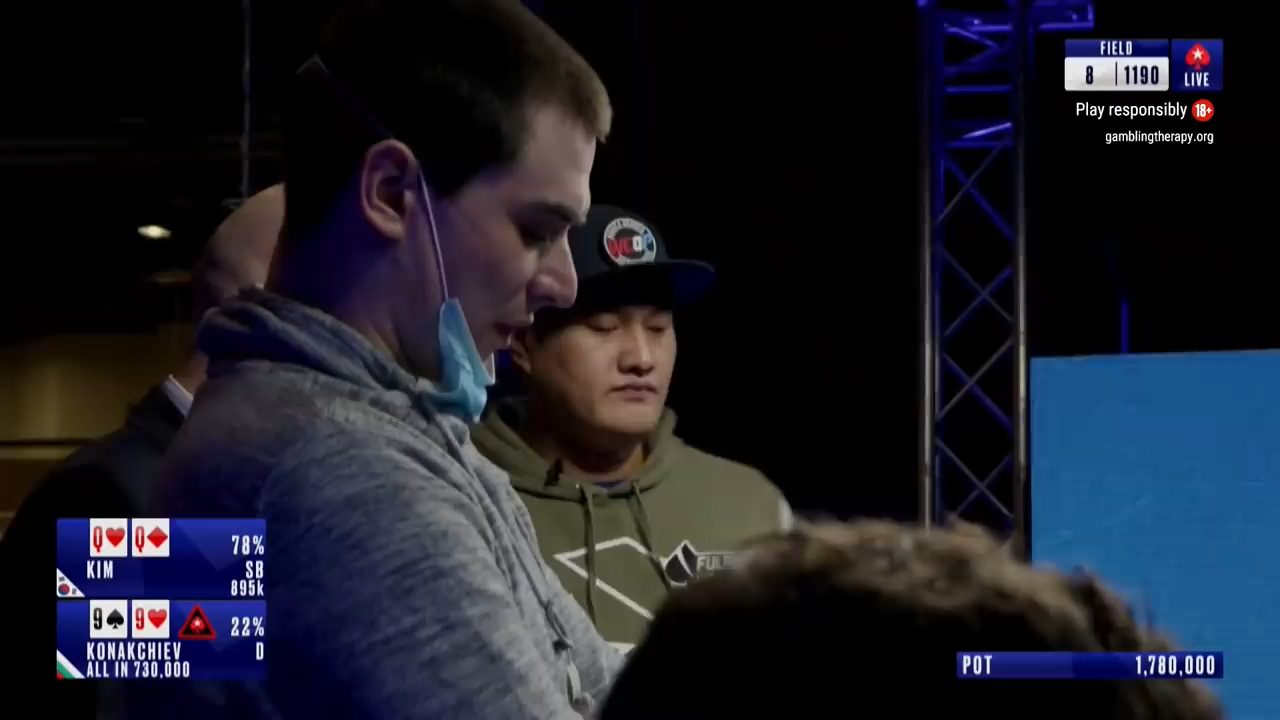 FIELD
8 | 1190
LIVE
Play responsibly 18+
gamblingtherapy.org
WCOP
Q Q
78%
KIM
SB
895k
9 9
22%
KONAKCHIEV
D
ALL IN 730,000
POT
1,780,000